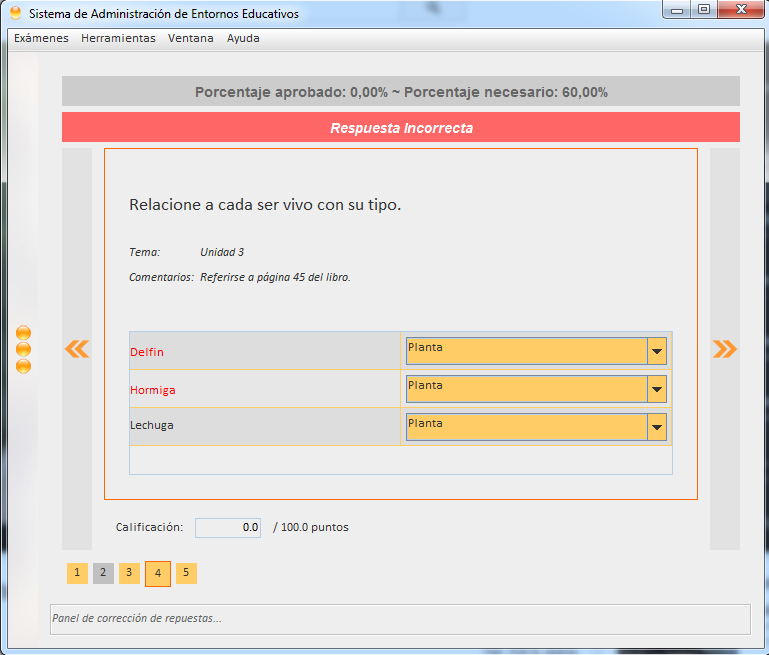 Sistema de Administración de Entornos Educativos
Exámenes Herramientas Ventana Ayuda
Porcentaje aprobado: 0,00% ~ Porcentaje necesario: 60,00%
Respuesta Incorrecta
Relacione a cada ser vivo con su tipo.
Tema: Unidad 3
Comentarios: Referirse a página 45 del libro.
Delfin Planta
Hormiga Planta
Lechuga Planta
Calificación: 0.0 / 100.0 puntos
1 2 3 4 5
Panel de corrección de repuestas...